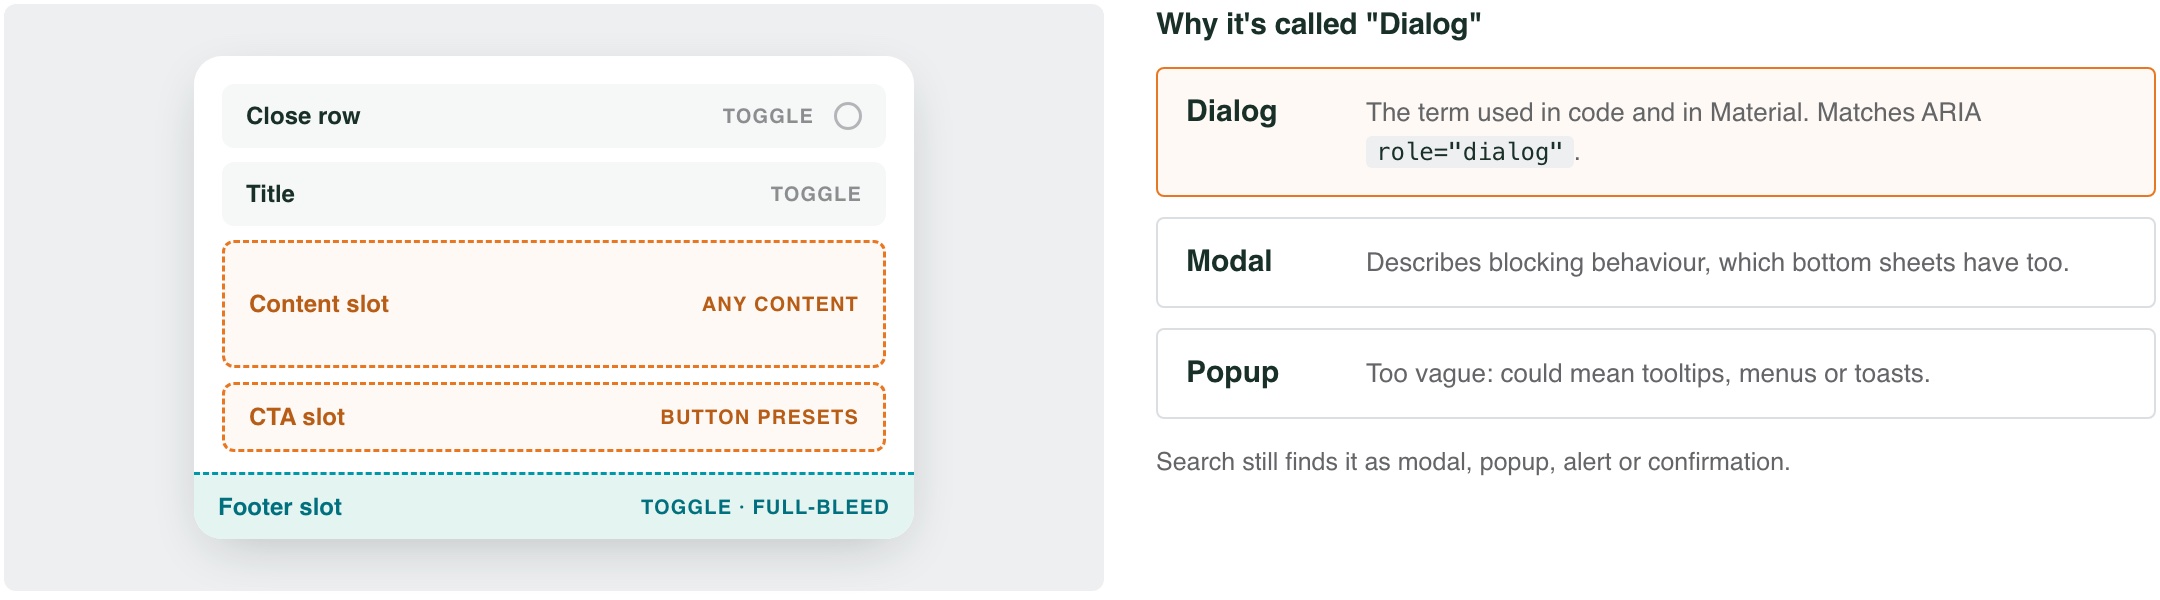 Close row TOGGLE
Title TOGGLE
Content slot ANY CONTENT
CTA slot BUTTON PRESETS
Footer slot TOGGLE · FULL-BLEED
Why it's called "Dialog"
Dialog The term used in code and in Material. Matches ARIA
role="dialog" .
Modal Describes blocking behaviour, which bottom sheets have too.
Popup Too vague: could mean tooltips, menus or toasts.
Search still finds it as modal, popup, alert or confirmation.